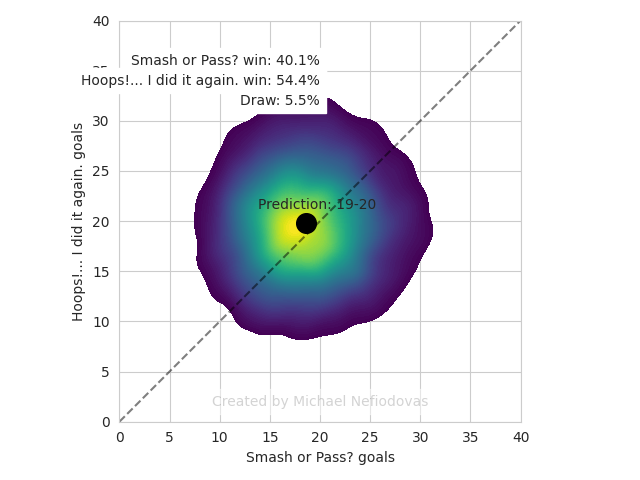 40
Smash or Pass? win: 40.1%
35
Hoops!... I did it again. win: 54.4%
Draw: 5.5%
30
25
Prediction: 19-20
20
15
10
5
Created by Michael Nefiodovas
0
0 5 10 15 20 25 30 35 40
Smash or Pass? goals
Hoops!... I did it again. goals